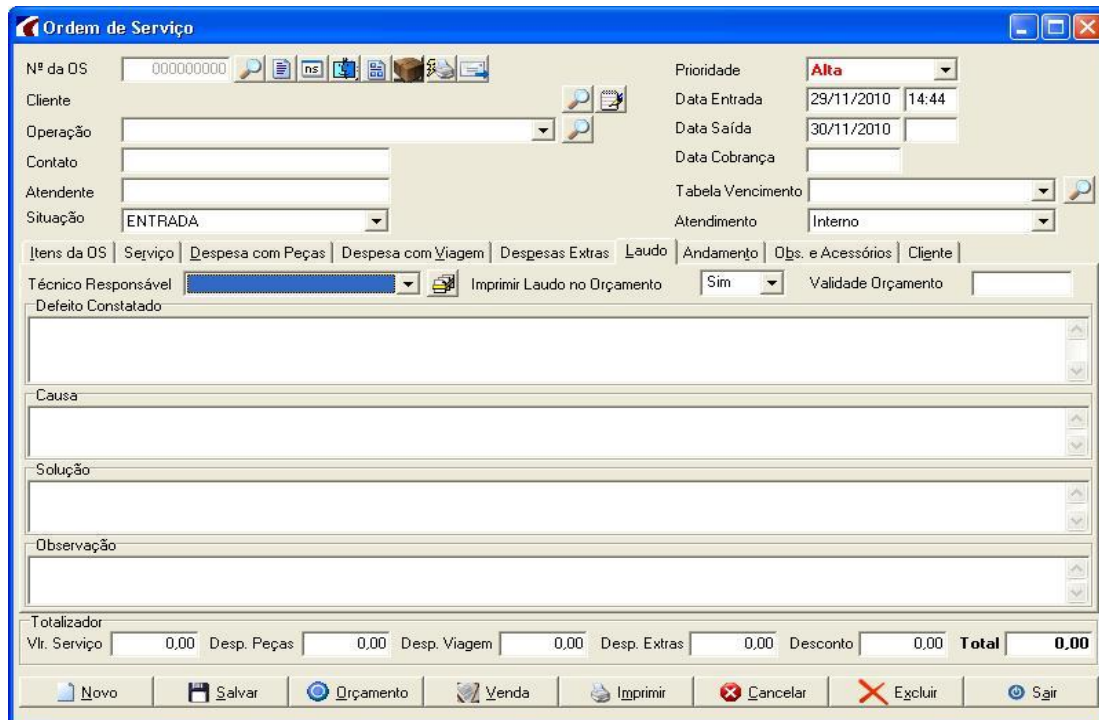 Ordem de Serviço
Nº da OS 000000000 ns Prioridade Alta
Cliente Data Entrada 29/11/2010 14:44
Operação Data Saída 30/11/2010
Contato Data Cobrança
Atendente Tabela Vencimento
Situação ENTRADA Atendimento Interno
Itens da OS Serviço Despesa com Peças Despesa com Viagem Despesas Extras Laudo Andamento Obs. e Acessórios Cliente
Técnico Responsável Imprimir Laudo no Orçamento Sim Validade Orçamento
Defeito Constatado
Causa
Solução
Observação
Totalizador
Vlr. Serviço 0,00 Desp. Peças 0,00 Desp. Viagem 0,00 Desp. Extras 0,00 Desconto 0,00 Total 0,00
Novo Salvar Orçamento Venda Imprimir Cancelar Excluir Sair